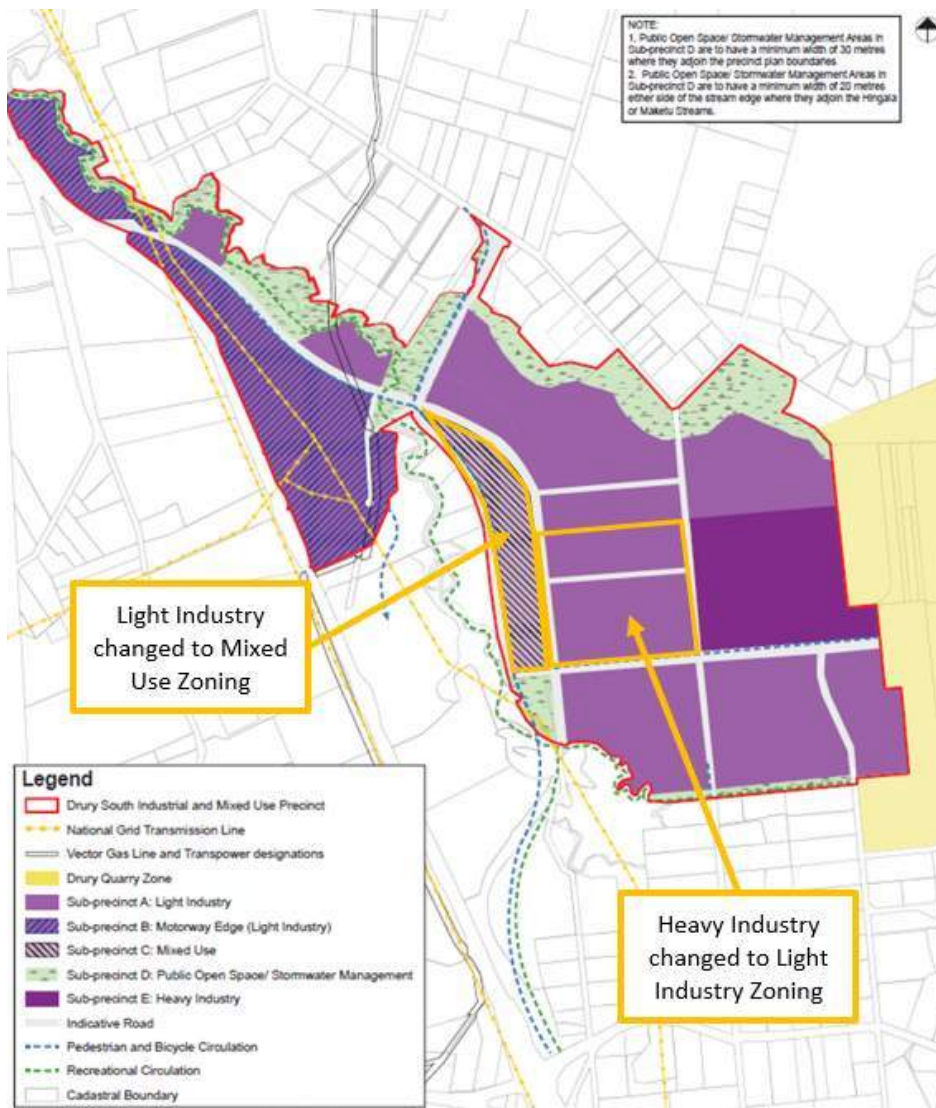 NOTE:
1. Public Open Space/ Stormwater Management Areas in
Sub-precinct D are to have a minimum width of 30 metres
where they adjoin the precinct plan boundaries.
2. Public Open Space/ Stormwater Management Areas in
Sub-precinct D are to have a minimum width of 20 metres
either side of the stream edge where they adjoin the Hingaia
or Maketu Streams.
Light Industry
changed to Mixed
Use Zoning
Heavy Industry
changed to Light
Industry Zoning
Legend
Drury South Industrial and Mixed Use Precinct
National Grid Transmission Line
Vector Gas Line and Transpower designations
Drury Quarry Zone
Sub-precinct A: Light Industry
Sub-precinct B: Motorway Edge (Light Industry)
Sub-precinct C: Mixed Use
Sub-precinct D: Public Open Space/ Stormwater Management
Sub-precinct E: Heavy Industry
Indicative Road
Pedestrian and Bicycle Circulation
Recreational Circulation
Cadastral Boundary